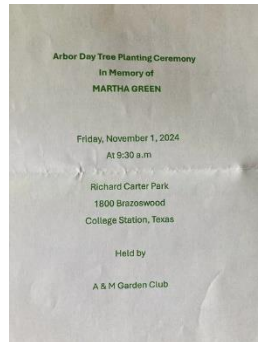 Arbor Day Tree Planting Ceremony
In Memory of
MARTHA GREEN
Friday, November 1, 2024
At 9:30 a.m
Richard Carter Park
1800 Brazoswood
College Station, Texas
Held by
A & M Garden Club